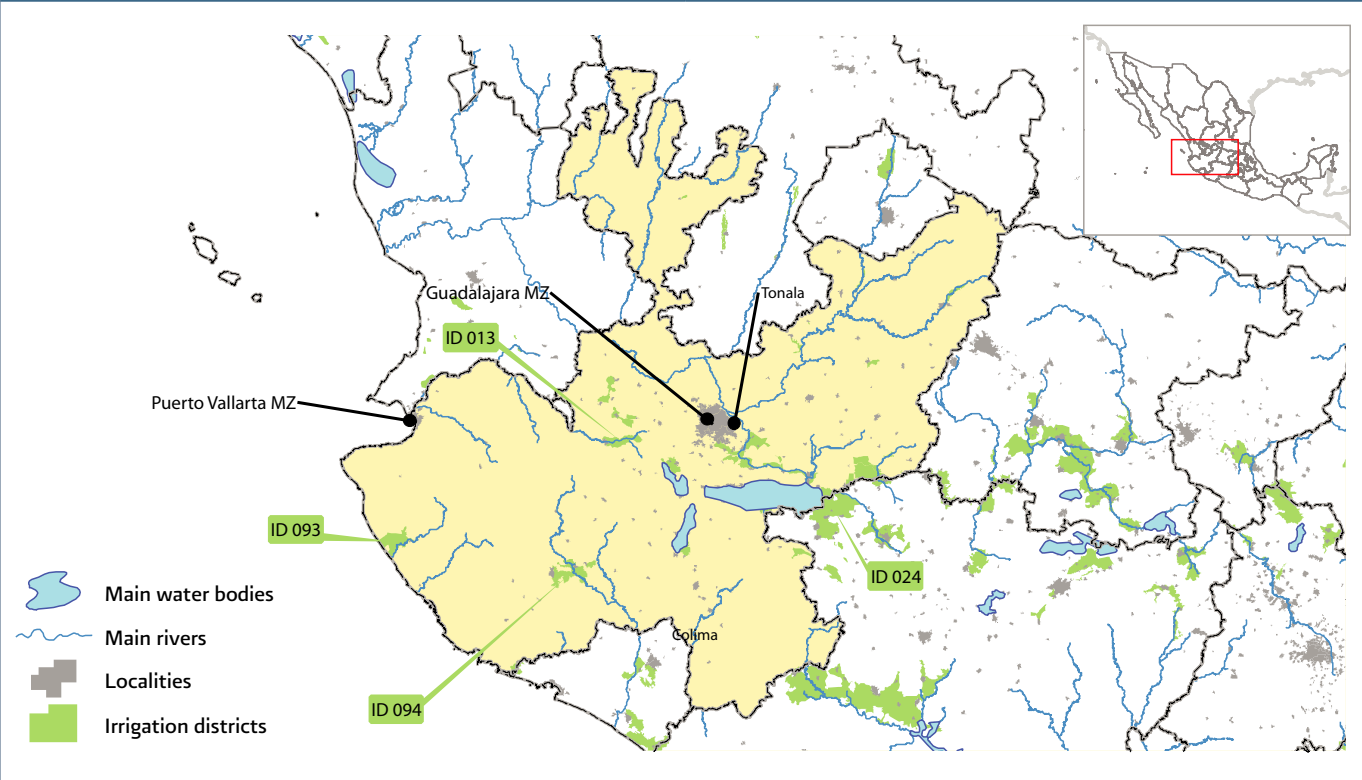 Guadalajara MZ
Tonala
ID 013
Puerto Vallarta MZ
ID 093
ID 024
Colima
ID 094
Main water bodies
Main rivers
Localities
Irrigation districts